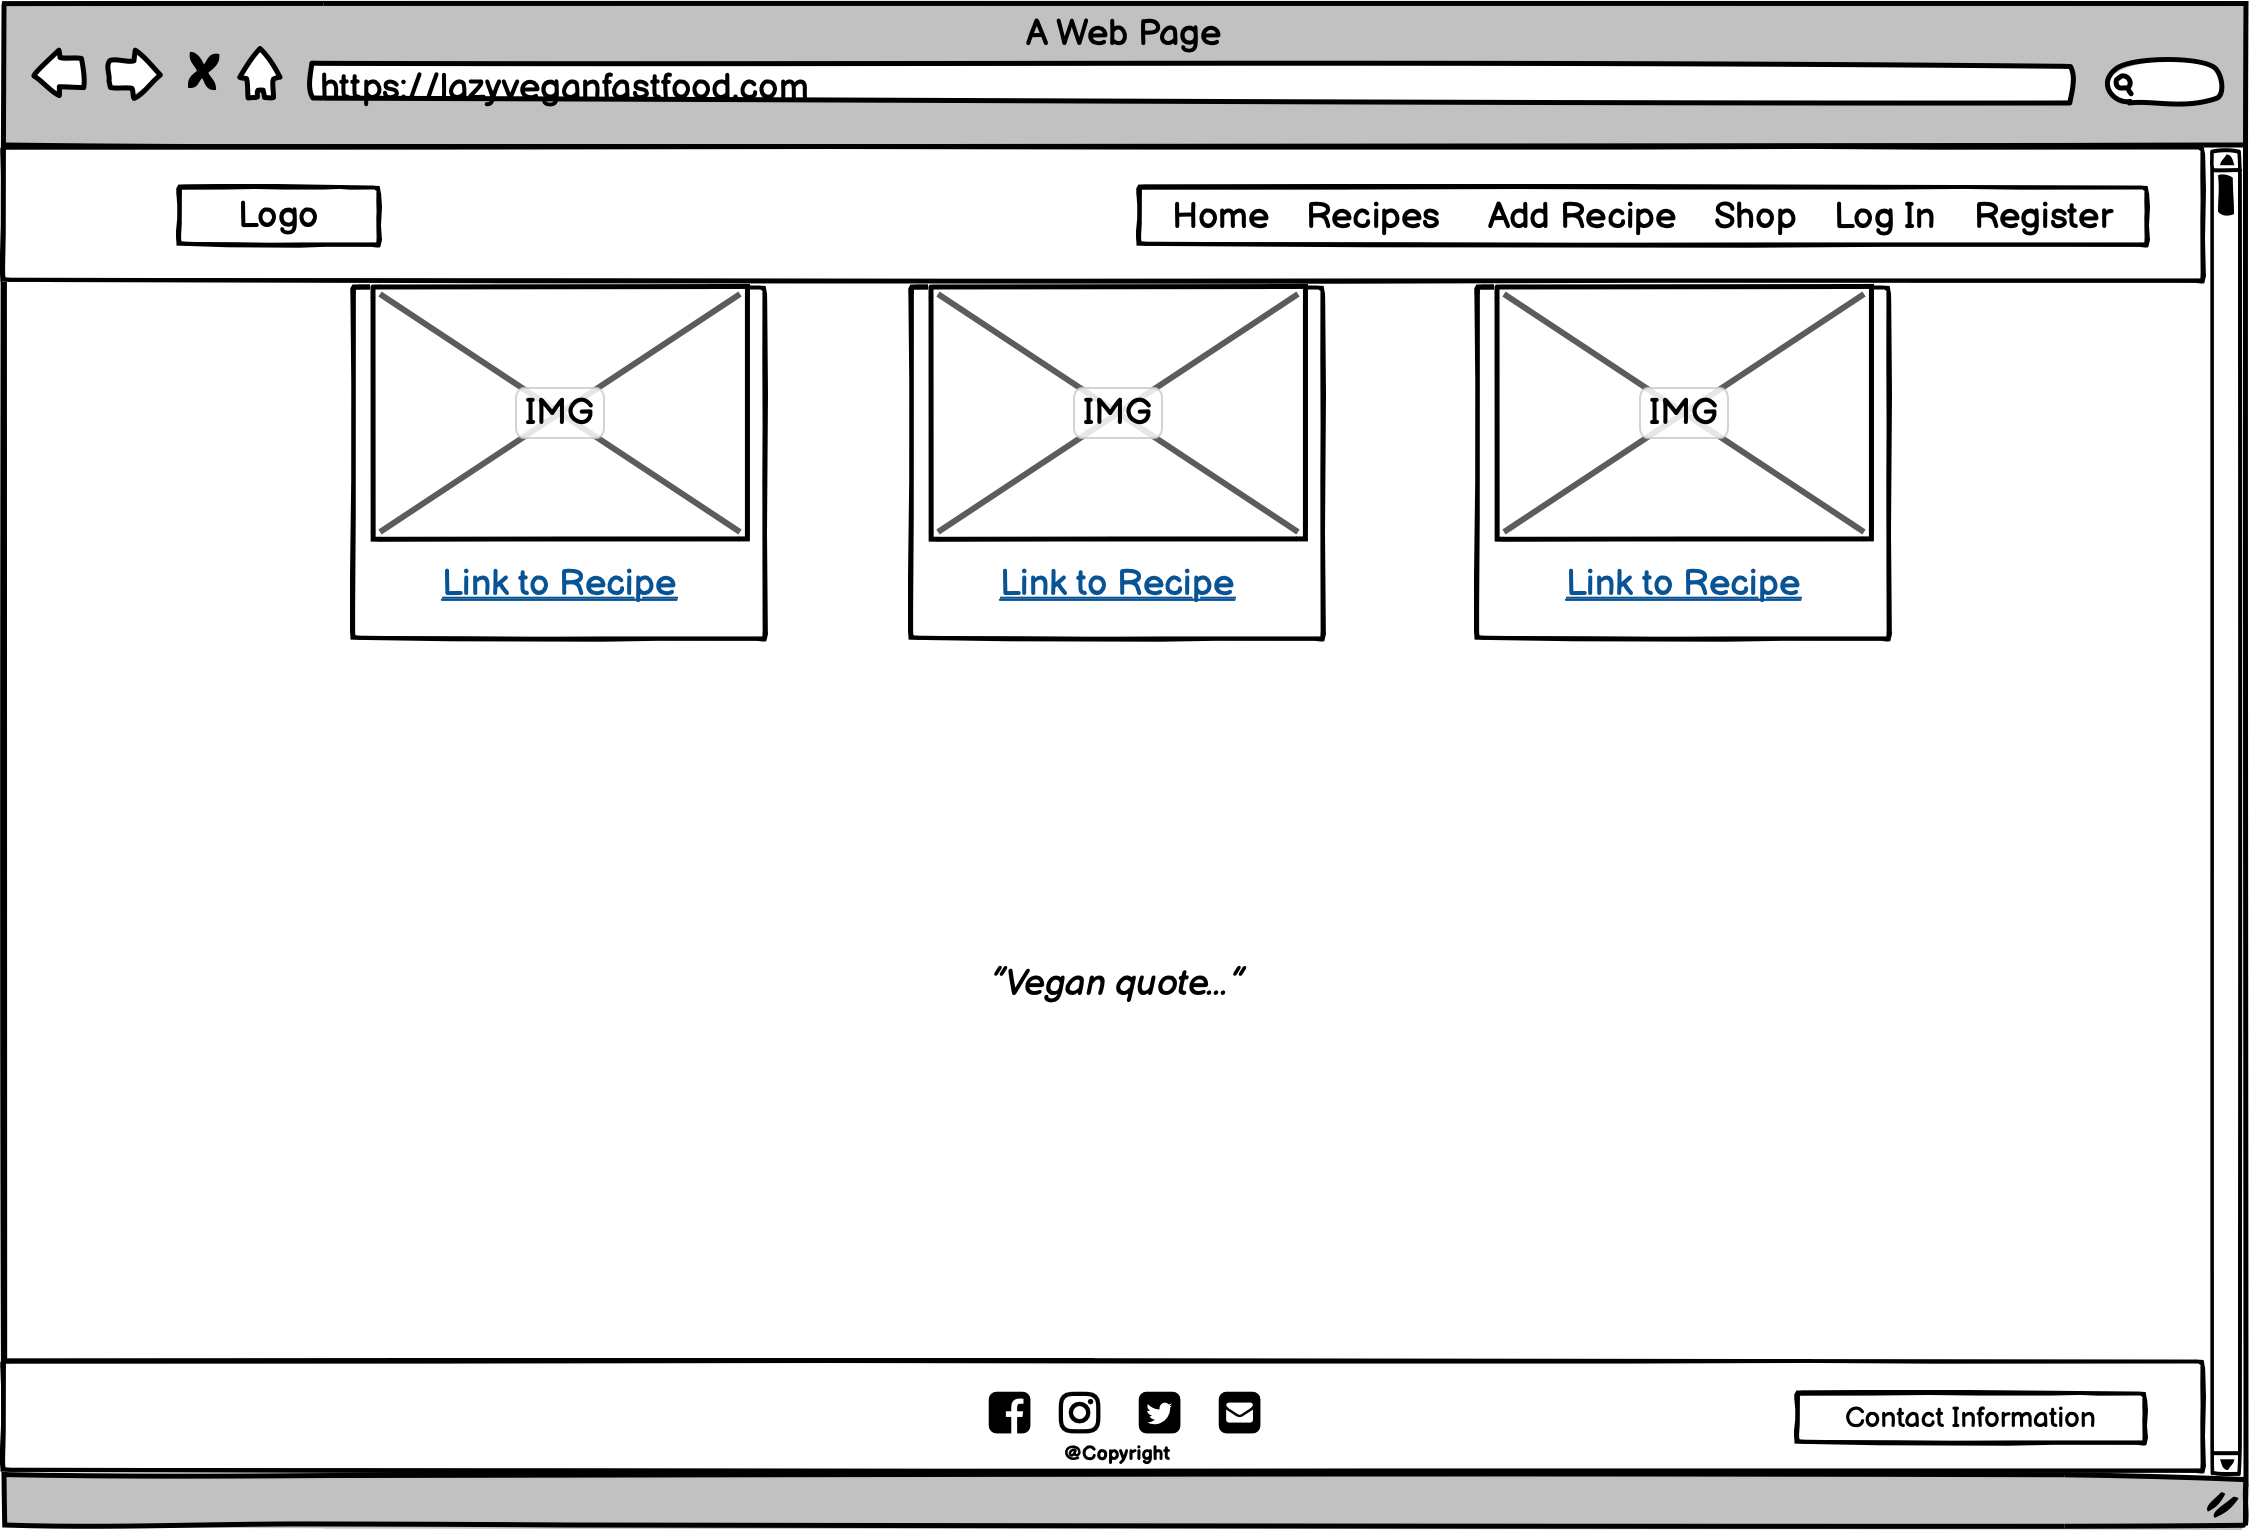 A Web Page
https://lazyveganfastfood.com
Logo
Home Recipes Add Recipe Shop Log In Register
IMG IMG IMG
Link to Recipe Link to Recipe Link to Recipe
"Vegan quote..."
Contact Information
@Copyright